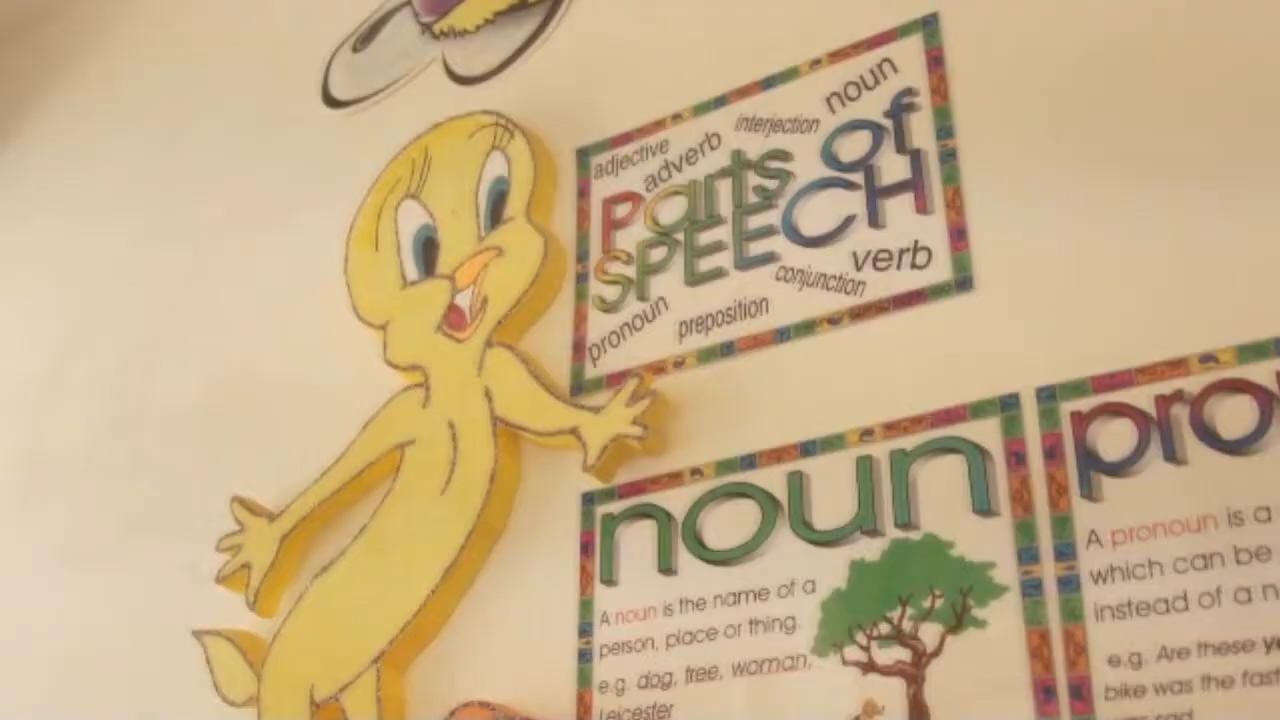 noun
interjection
adjective
adverb
Parts of
SPEECH
verb
conjunction
preposition
pronoun
noun
A noun is the name of a
person, place or thing.
e.g. dog, tree, woman,
Leicester
pro
A pronoun is a
which can be
instead of a n
e.g. Are these y
bike was the fast